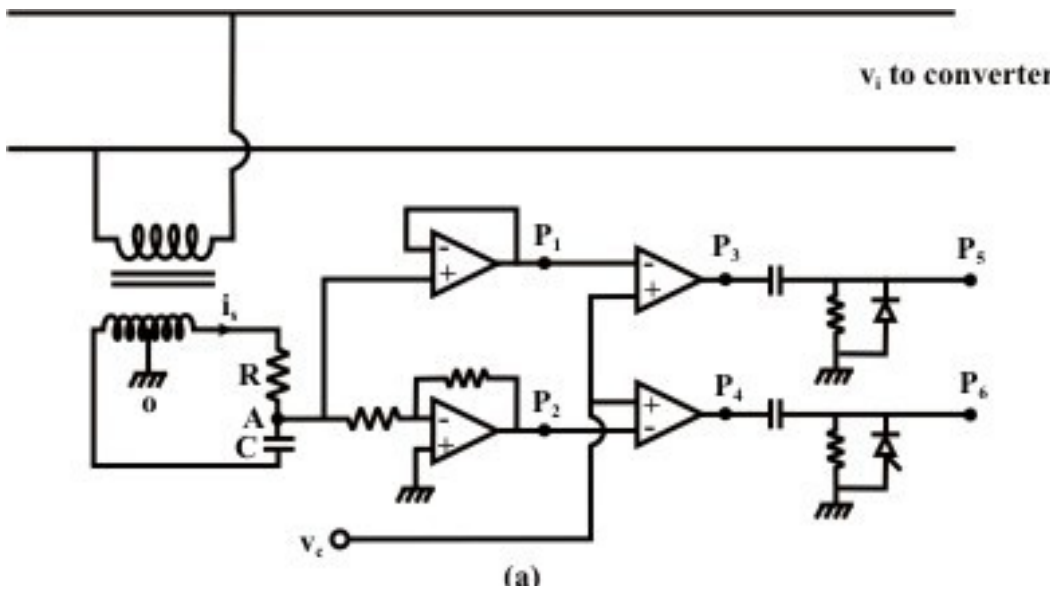 vᵢ to converter
P₁
P₃
P₅
-
+
-
+
iₛ
R
o
A
C
P₂
P₄
P₆
-
+
+
-
v꜀
(a)